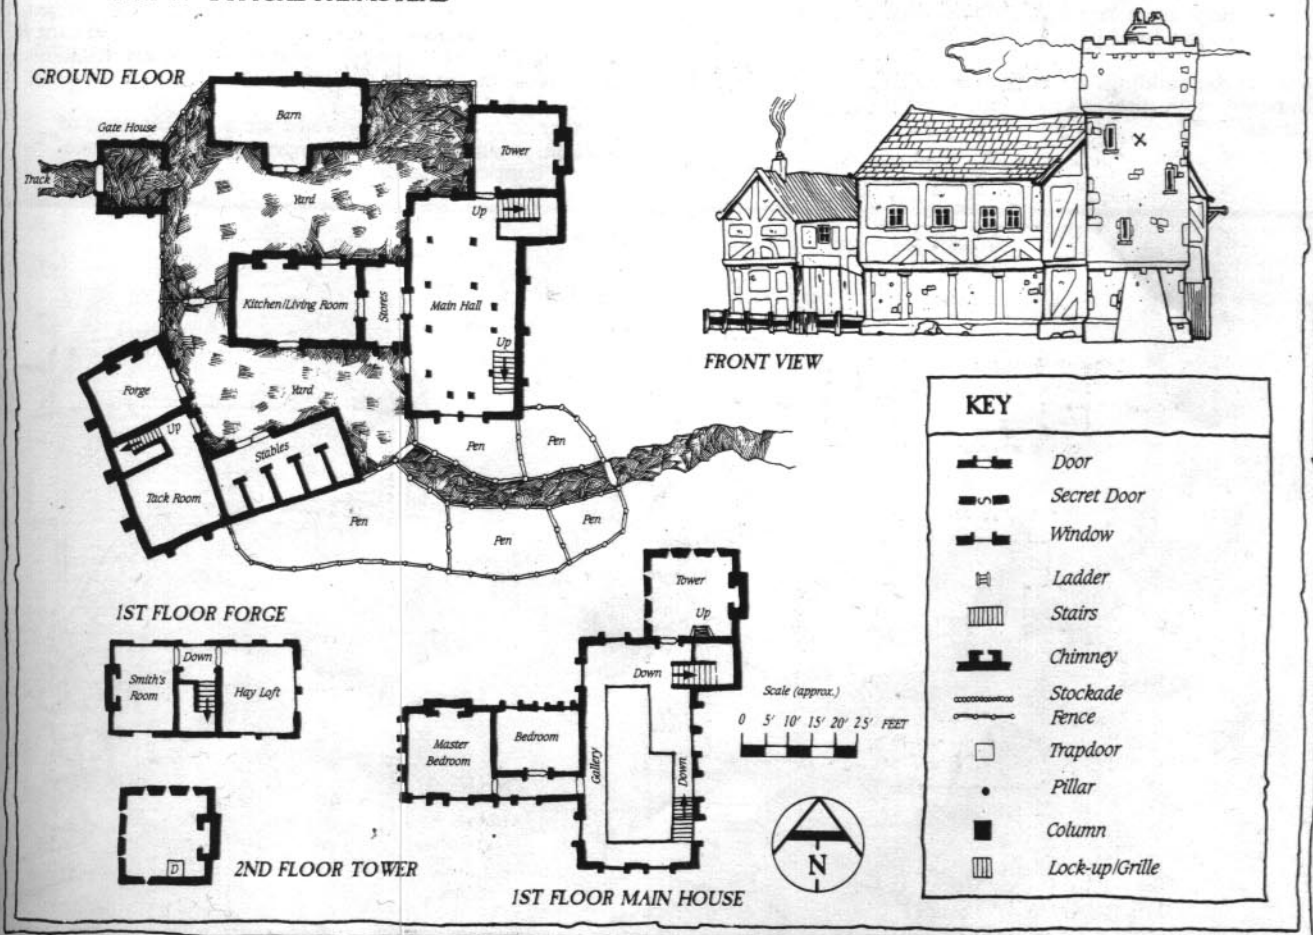 GROUND FLOOR
Barn
Gate House
Tower
Track
Yard
Up
Kitchen/Living Room
Stores
Main Hall
Up
Forge
Yard
Up
Stables
Tack Room
Pen
Pen
Pen
Pen
Pen
FRONT VIEW
KEY
Door
Secret Door
Window
Ladder
Stairs
Chimney
Stockade
Fence
Trapdoor
Pillar
Column
Lock-up/Grille
1ST FLOOR FORGE
Down
Smith's
Room
Hay Loft
D
2ND FLOOR TOWER
Tower
Up
Down
Master
Bedroom
Bedroom
Gallery
Down
1ST FLOOR MAIN HOUSE
Scale (approx.)
0 5' 10' 15' 20' 25' FEET
N